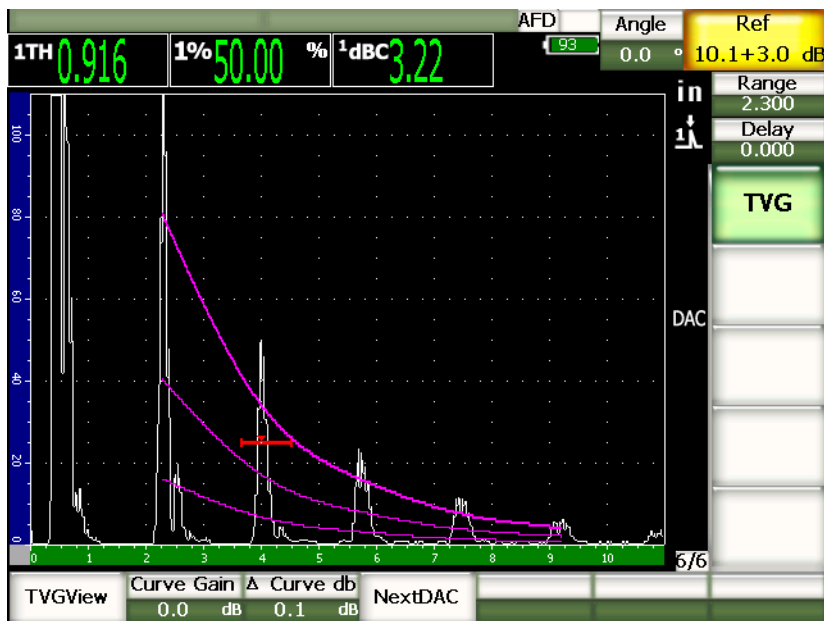 AFD
1TH 0.916 1% 50.00 % 1dBC 3.22
93
Angle
0.0 °
Ref
10.1+3.0 dB
in
Range
2.300
1
Delay
0.000
TVG
DAC
100
80
60
40
20
0
0 1 2 3 4 5 6 7 8 9 10
6/6
TVGView
Curve Gain
0.0 dB
Δ Curve db
0.1 dB
NextDAC